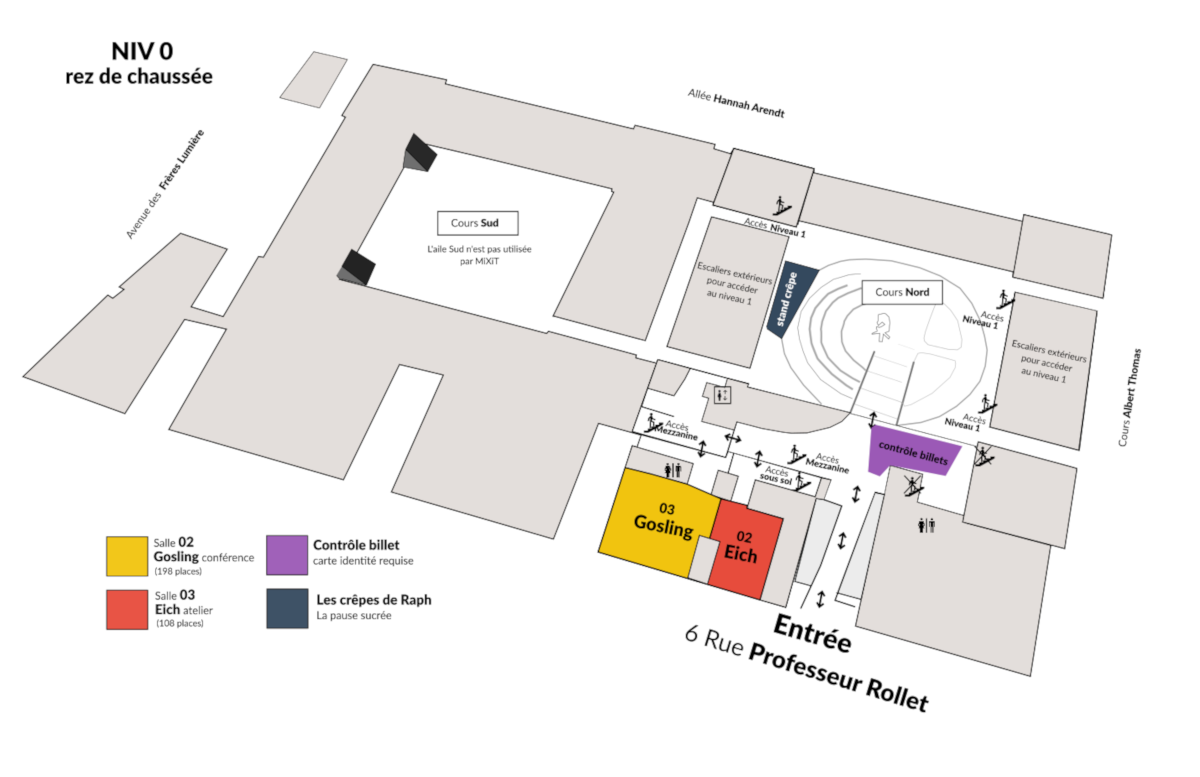 NIV 0
rez de chaussée
Allée Hannah Arendt
Avenue des Frères Lumière
Cours Sud
L'aile Sud n'est pas utilisée
par MiXiT
Accès Niveau 1
Escaliers extérieurs
pour accéder
au niveau 1
stand crêpe
Cours Nord
Accès
Niveau 1
Escaliers extérieurs
pour accéder
au niveau 1
Cours Albert Thomas
Accès
Niveau 1
Accès
Mezzanine
Accès
Mezzanine
contrôle billets
Accès
sous sol
03
Gosling
02
Eich
Salle 02
Gosling conférence
(198 places)
Contrôle billet
carte identité requise
Salle 03
Eich atelier
(108 places)
Les crêpes de Raph
La pause sucrée
Entrée
6 Rue Professeur Rollet